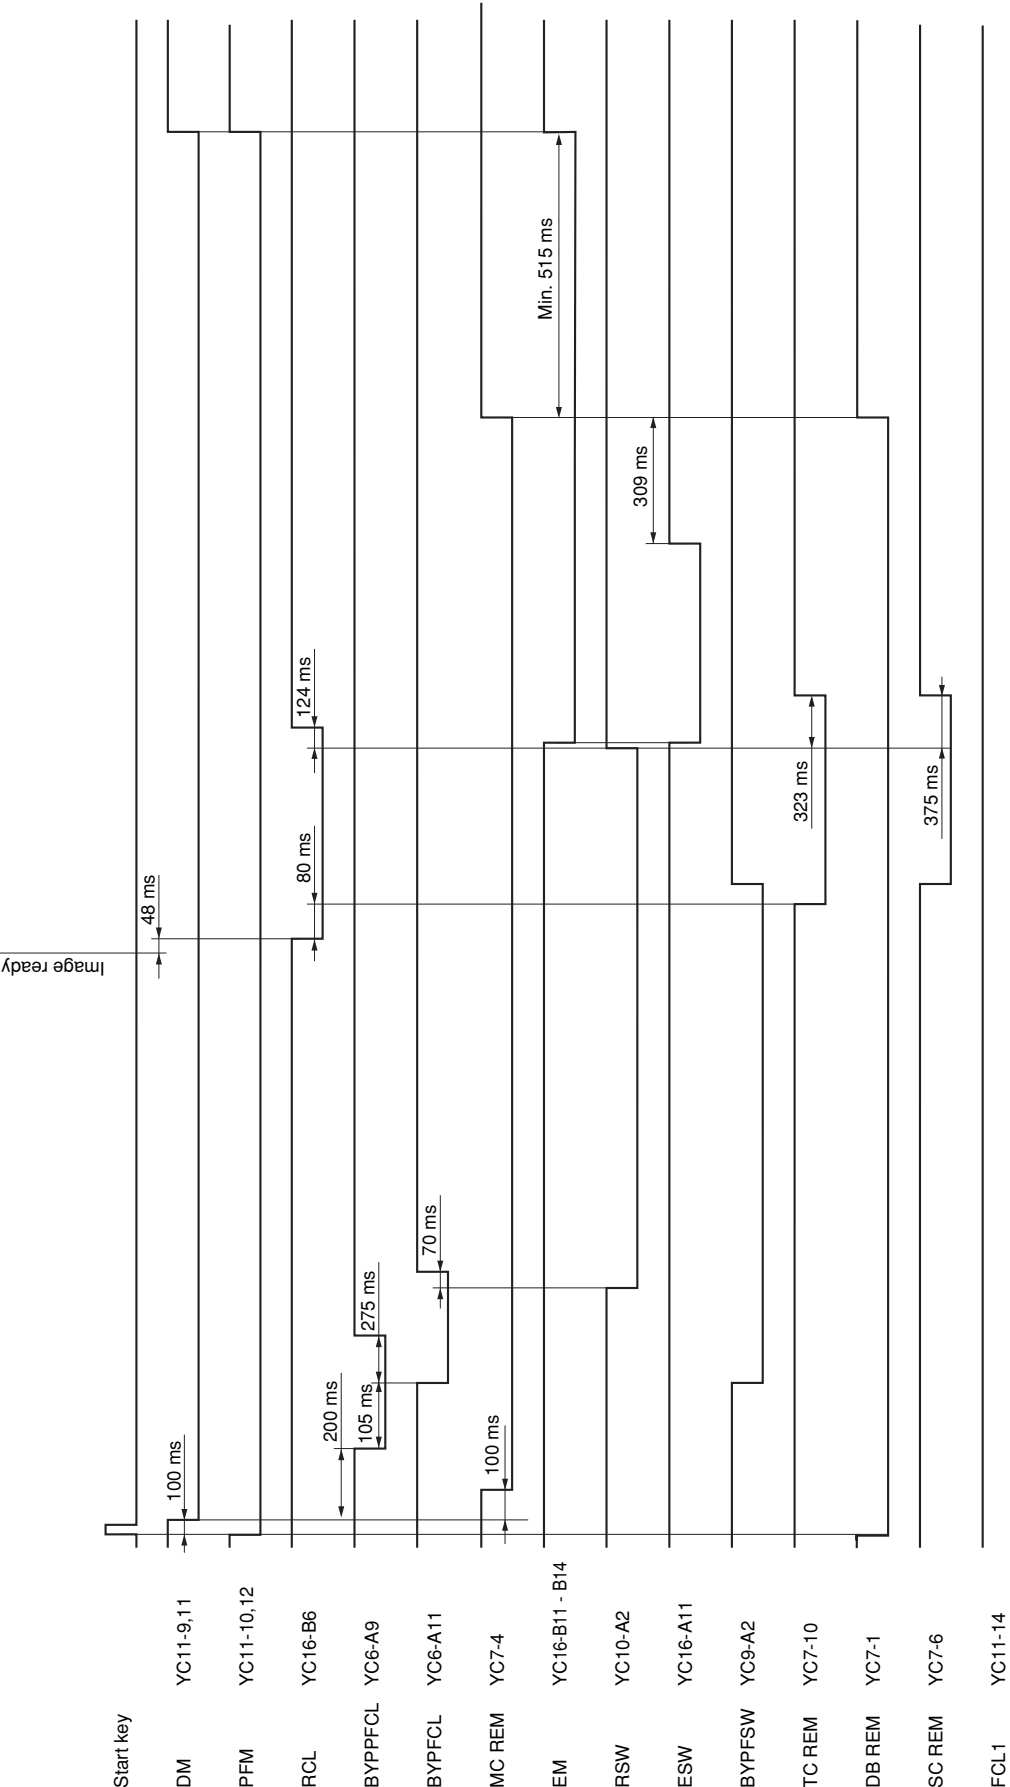 Start key
DM YC11-9,11
PFM YC11-10,12
RCL YC16-B6
BYPPFCL YC6-A9
BYPFCL YC6-A11
MC REM YC7-4
EM YC16-B11 - B14
RSW YC10-A2
ESW YC16-A11
BYPFSW YC9-A2
TC REM YC7-10
DB REM YC7-1
SC REM YC7-6
FCL1 YC11-14
Image ready
100 ms
48 ms
80 ms
124 ms
200 ms
105 ms
275 ms
70 ms
100 ms
Min. 515 ms
309 ms
323 ms
375 ms